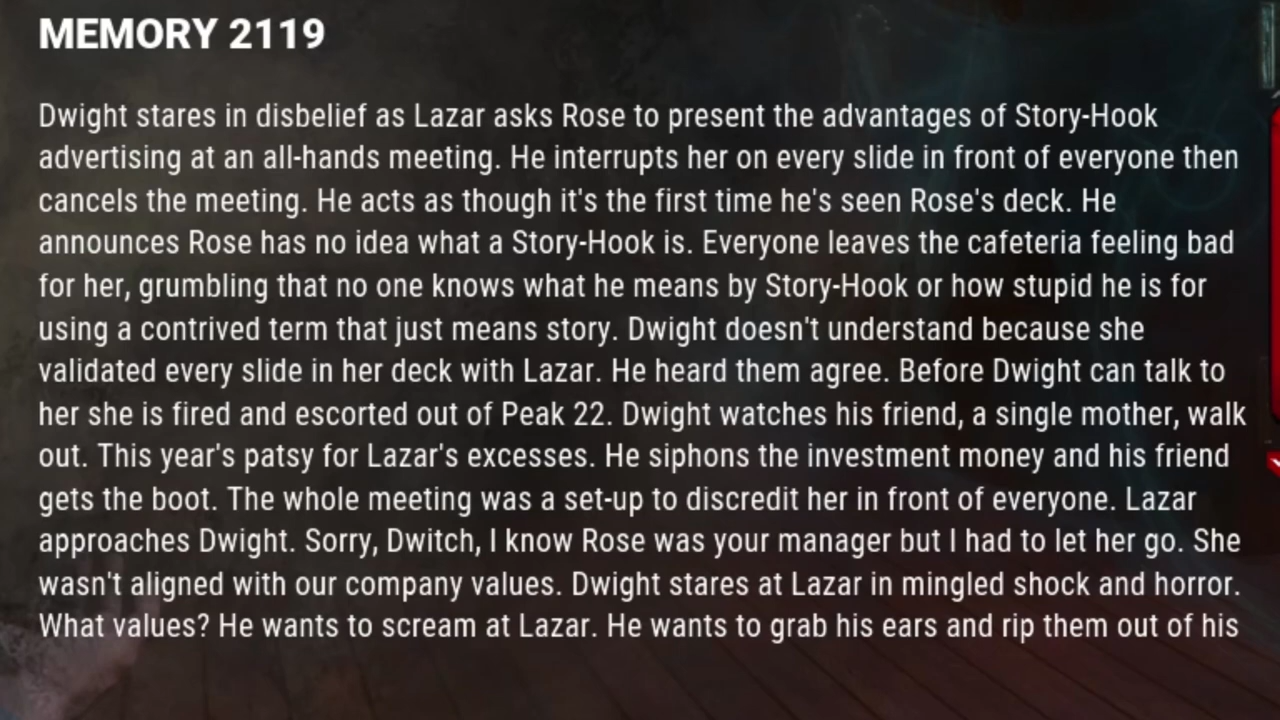 MEMORY 2119
Dwight stares in disbelief as Lazar asks Rose to present the advantages of Story-Hook
advertising at an all-hands meeting. He interrupts her on every slide in front of everyone then
cancels the meeting. He acts as though it's the first time he's seen Rose's deck. He
announces Rose has no idea what a Story-Hook is. Everyone leaves the cafeteria feeling bad
for her, grumbling that no one knows what he means by Story-Hook or how stupid he is for
using a contrived term that just means story. Dwight doesn't understand because she
validated every slide in her deck with Lazar. He heard them agree. Before Dwight can talk to
her she is fired and escorted out of Peak 22. Dwight watches his friend, a single mother, walk
out. This year's patsy for Lazar's excesses. He siphons the investment money and his friend
gets the boot. The whole meeting was a set-up to discredit her in front of everyone. Lazar
approaches Dwight. Sorry, Dwitch, I know Rose was your manager but I had to let her go. She
wasn't aligned with our company values. Dwight stares at Lazar in mingled shock and horror.
What values? He wants to scream at Lazar. He wants to grab his ears and rip them out of his